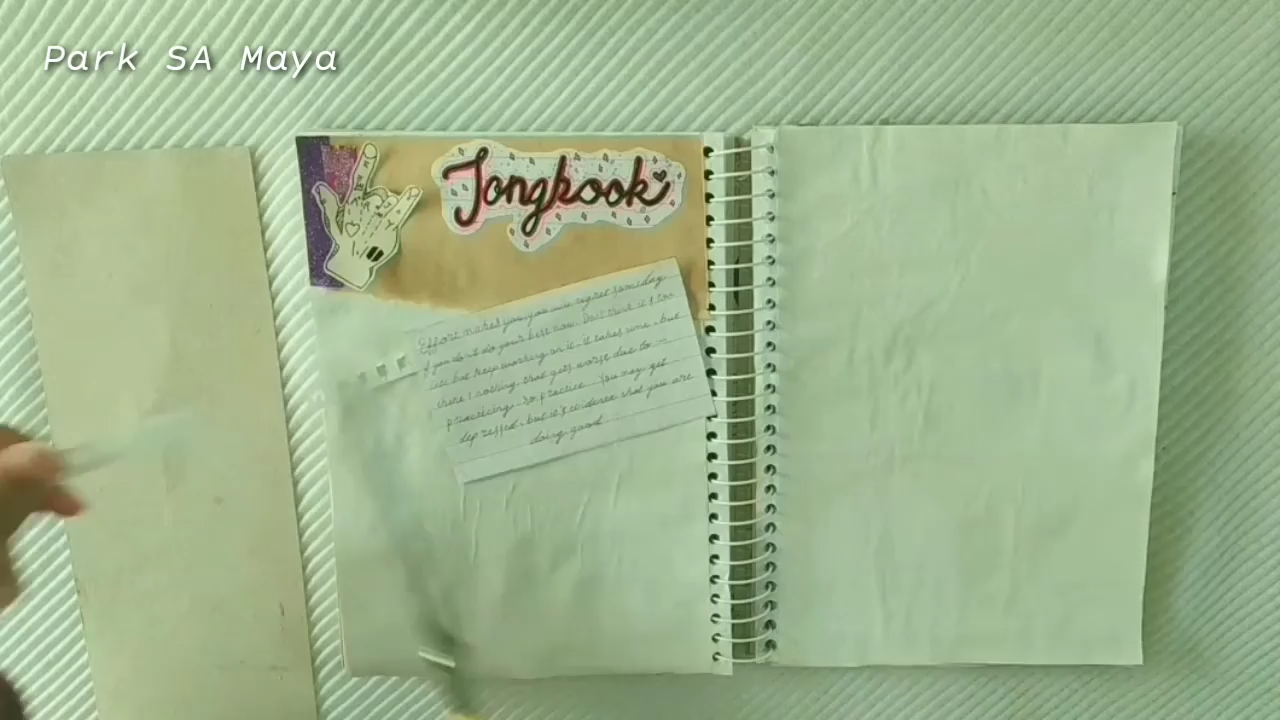 Park SA Maya
Jongkook
Effort makes you. you will regret someday
if you don't do your best now. Don't think it's too
late but keep working on it. it takes time, but
there's nothing that gets worse due to
practicing. So practice. You may get
depressed, but it's evidence that you are
doing good